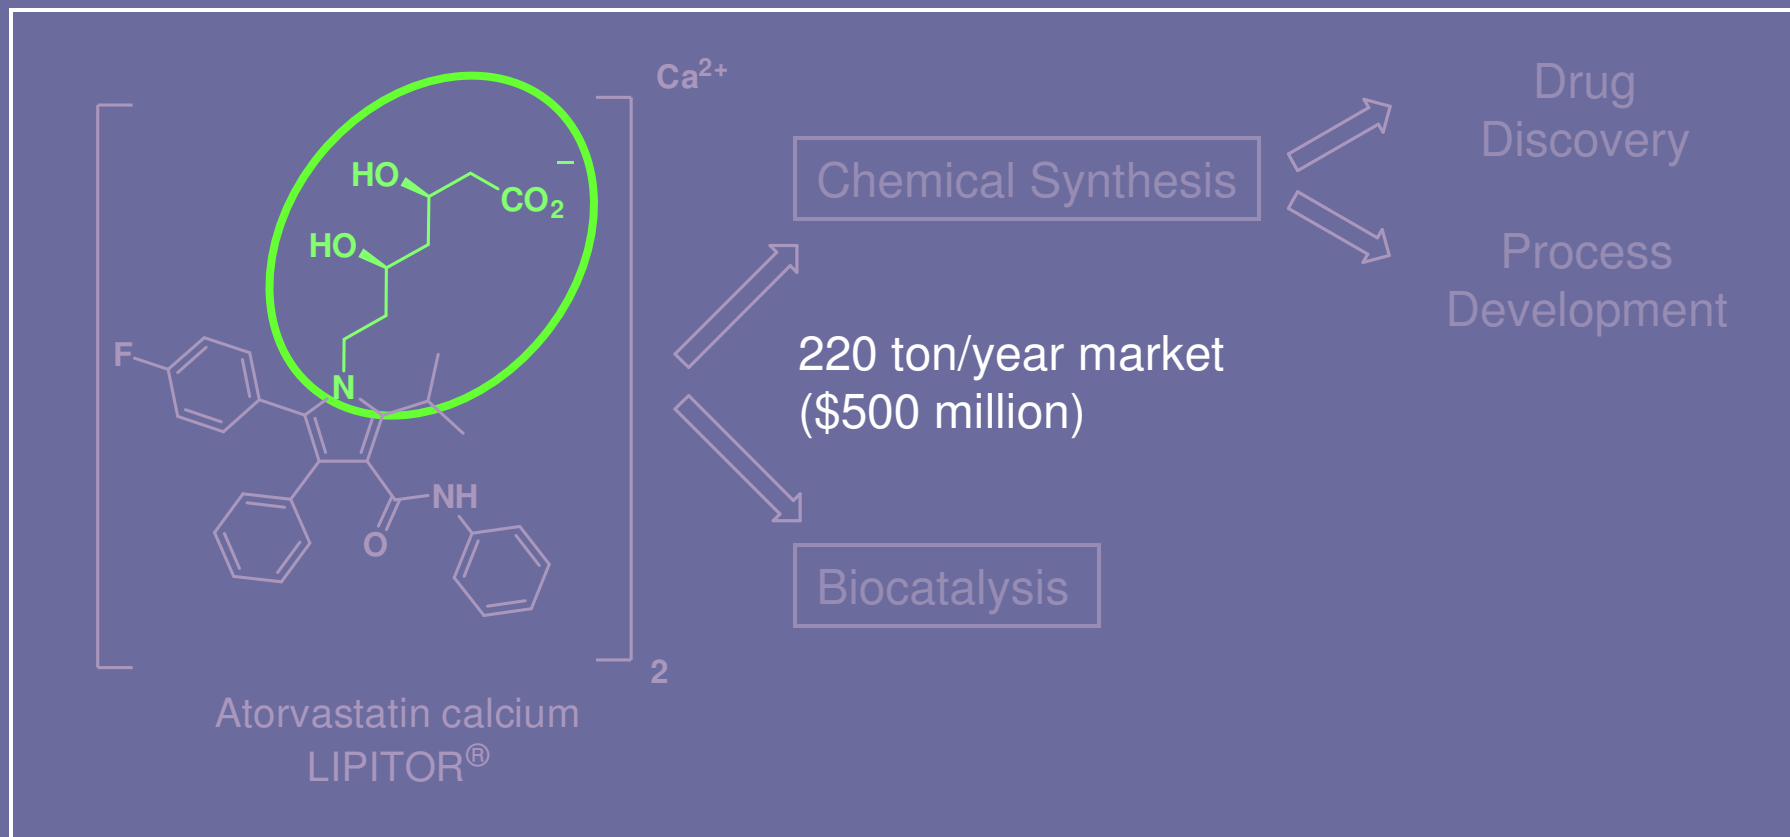 Ca2+
HO
CO2 –
HO
F
N
NH
O
2
Atorvastatin calcium
LIPITOR®
Chemical Synthesis
220 ton/year market
($500 million)
Biocatalysis
Drug
Discovery
Process
Development